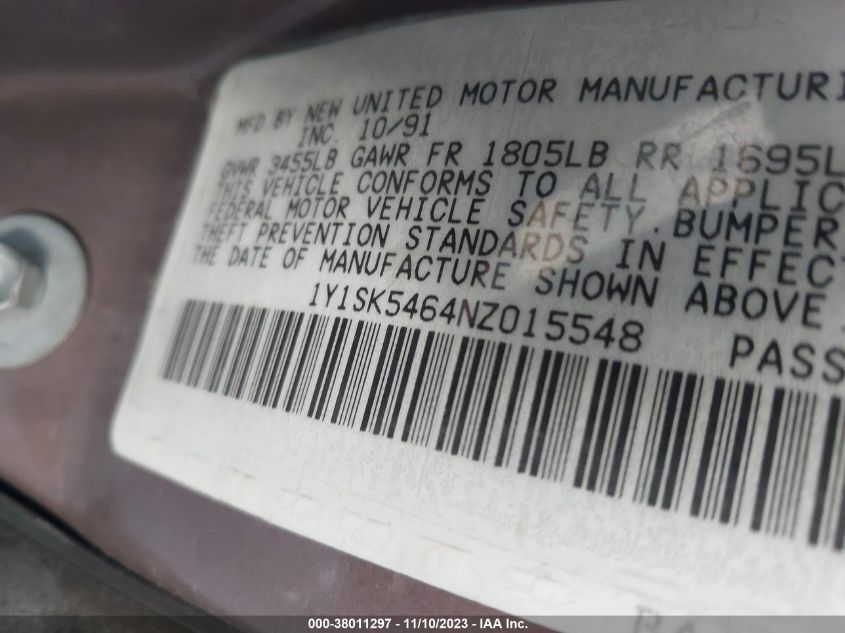 MFD BY NEW UNITED MOTOR MANUFACTURI
INC. 10/91
GVWR 3455LB GAWR FR 1805LB RR 1695L
THIS VEHICLE CONFORMS TO ALL APPLIC
FEDERAL MOTOR VEHICLE SAFETY, BUMPER
THEFT PREVENTION STANDARDS IN EFFECT
THE DATE OF MANUFACTURE SHOWN ABOVE.
1Y1SK5464NZ015548 PASS
000-38011297 - 11/10/2023 - IAA Inc.